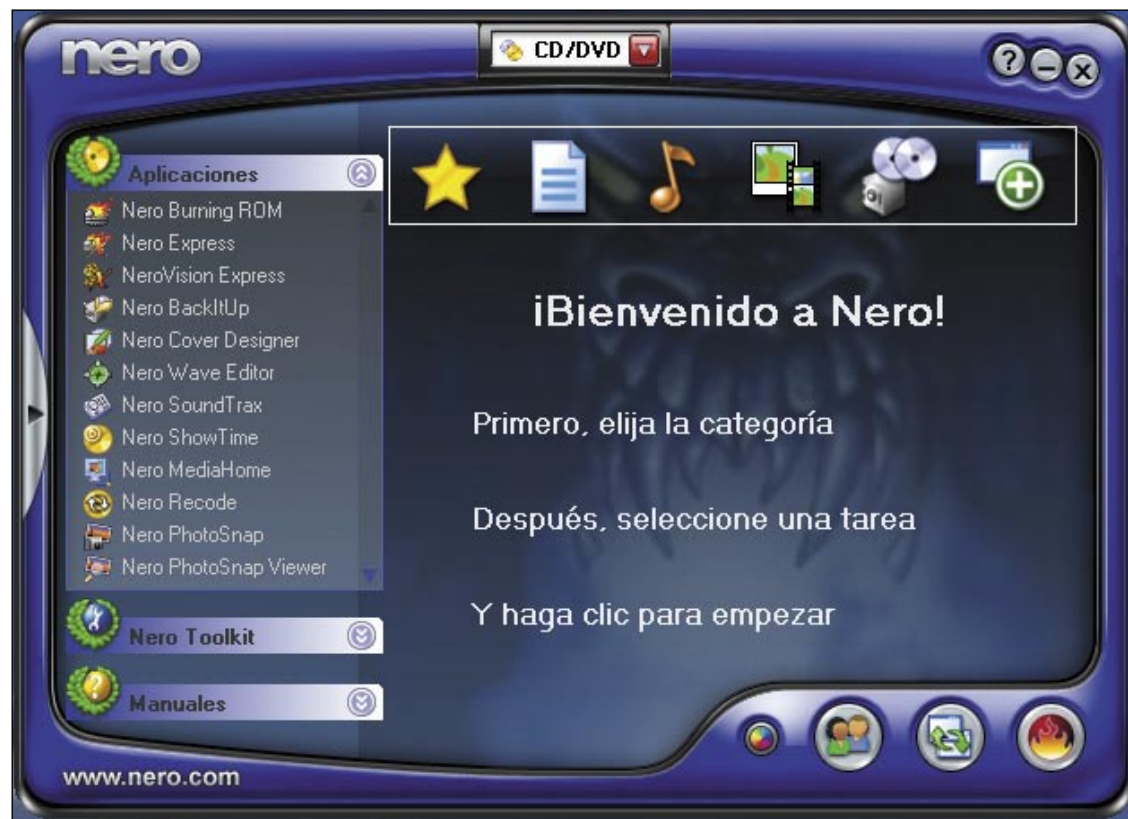 nero
CD/DVD
?
Aplicaciones
Nero Burning ROM
Nero Express
NeroVision Express
Nero BackItUp
Nero Cover Designer
Nero Wave Editor
Nero SoundTrax
Nero ShowTime
Nero MediaHome
Nero Recode
Nero PhotoSnap
Nero PhotoSnap Viewer
Nero Toolkit
Manuales
¡Bienvenido a Nero!
Primero, elija la categoría
Después, seleccione una tarea
Y haga clic para empezar
www.nero.com